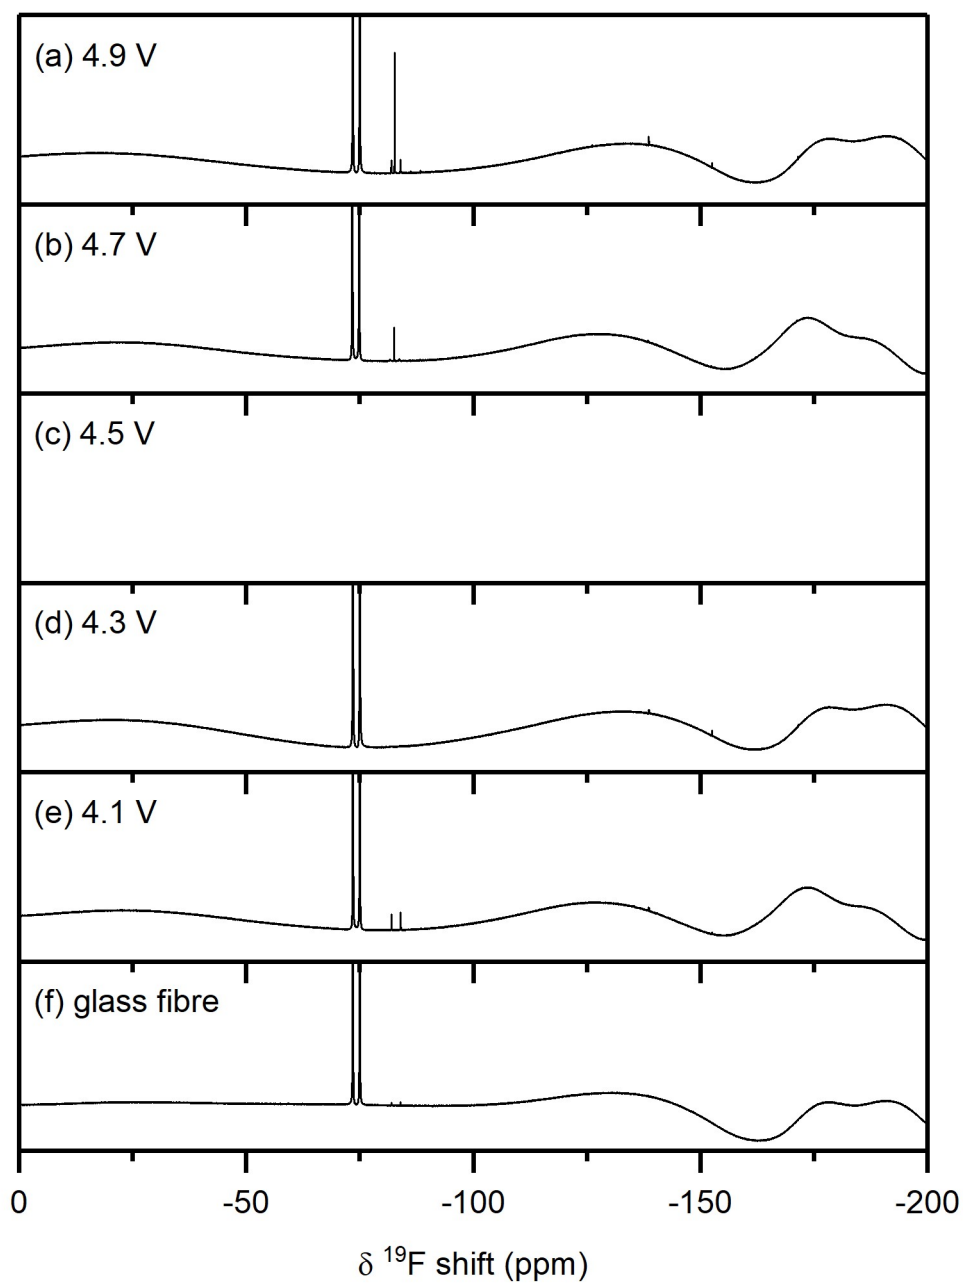 (a) 4.9 V
(b) 4.7 V
(c) 4.5 V
(d) 4.3 V
(e) 4.1 V
(f) glass fibre
0 -50 -100 -150 -200
δ ¹⁹F shift (ppm)